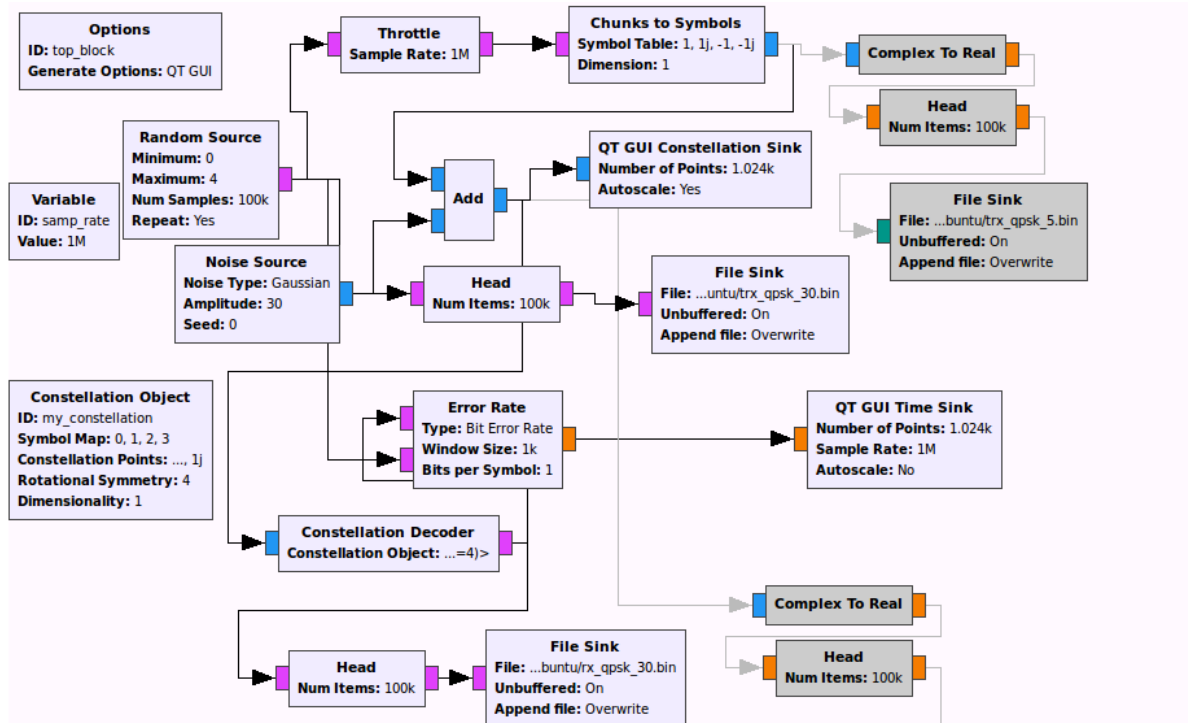 Options
ID: top_block
Generate Options: QT GUI
Throttle
Sample Rate: 1M
Chunks to Symbols
Symbol Table: 1, 1j, -1, -1j
Dimension: 1
Complex To Real
Head
Num Items: 100k
Random Source
Minimum: 0
Maximum: 4
Num Samples: 100k
Repeat: Yes
QT GUI Constellation Sink
Number of Points: 1.024k
Autoscale: Yes
Add
Variable
ID: samp_rate
Value: 1M
File Sink
File: ...buntu/trx_qpsk_5.bin
Unbuffered: On
Append file: Overwrite
Noise Source
Noise Type: Gaussian
Amplitude: 30
Seed: 0
Head
Num Items: 100k
File Sink
File: ...untu/trx_qpsk_30.bin
Unbuffered: On
Append file: Overwrite
Constellation Object
ID: my_constellation
Symbol Map: 0, 1, 2, 3
Constellation Points: ..., 1j
Rotational Symmetry: 4
Dimensionality: 1
Error Rate
Type: Bit Error Rate
Window Size: 1k
Bits per Symbol: 1
QT GUI Time Sink
Number of Points: 1.024k
Sample Rate: 1M
Autoscale: No
Constellation Decoder
Constellation Object: ...=4)>
Complex To Real
Head
Num Items: 100k
File Sink
File: ...buntu/rx_qpsk_30.bin
Unbuffered: On
Append file: Overwrite
Head
Num Items: 100k